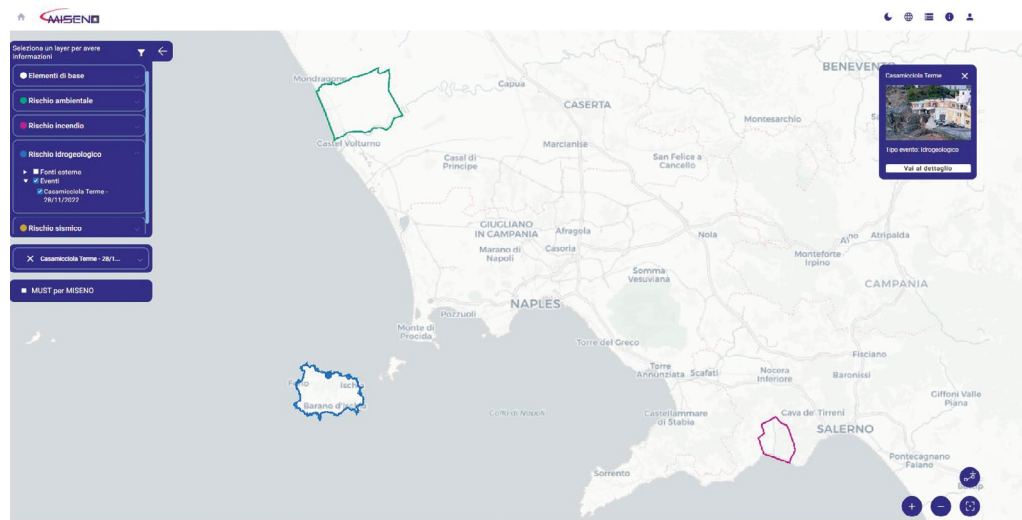 MISENO
Seleziona un layer per avere
informazioni
Elementi di base
Rischio ambientale
Rischio incendio
Rischio Idrogeologico
Fonti esterne
Eventi
Casamicciola Terme -
28/11/2022
Rischio sismico
Casamicciola Terme - 28/1...
MUST per MISENO
Casamicciola Terme
Tipo evento: Idrogeologico
Vai al dettaglio
BENEVENTO
Mondragone
Capua
CASERTA
Montesarchio
Castel Volturno
Marcianise
Casal di
Principe
San Felice a
Cancello
GIUGLIANO
IN CAMPANIA
Afragola
Nola
Atripalda
Marano di
Napoli
Casoria
Monteforte
Irpino
Somma
Vesuviana
CAMPANIA
NAPLES
Pozzuoli
Monte di
Procida
Torre del Greco
Fisciano
Torre
Annunziata
Scafati
Nocera
Inferiore
Baronissi
Forio
Ischia
Barano d'Ischia
Giffoni Valle
Piana
Golfo di Napoli
Castellammare
di Stabia
Cava de' Tirreni
SALERNO
Pontecagnano
Faiano
Sorrento